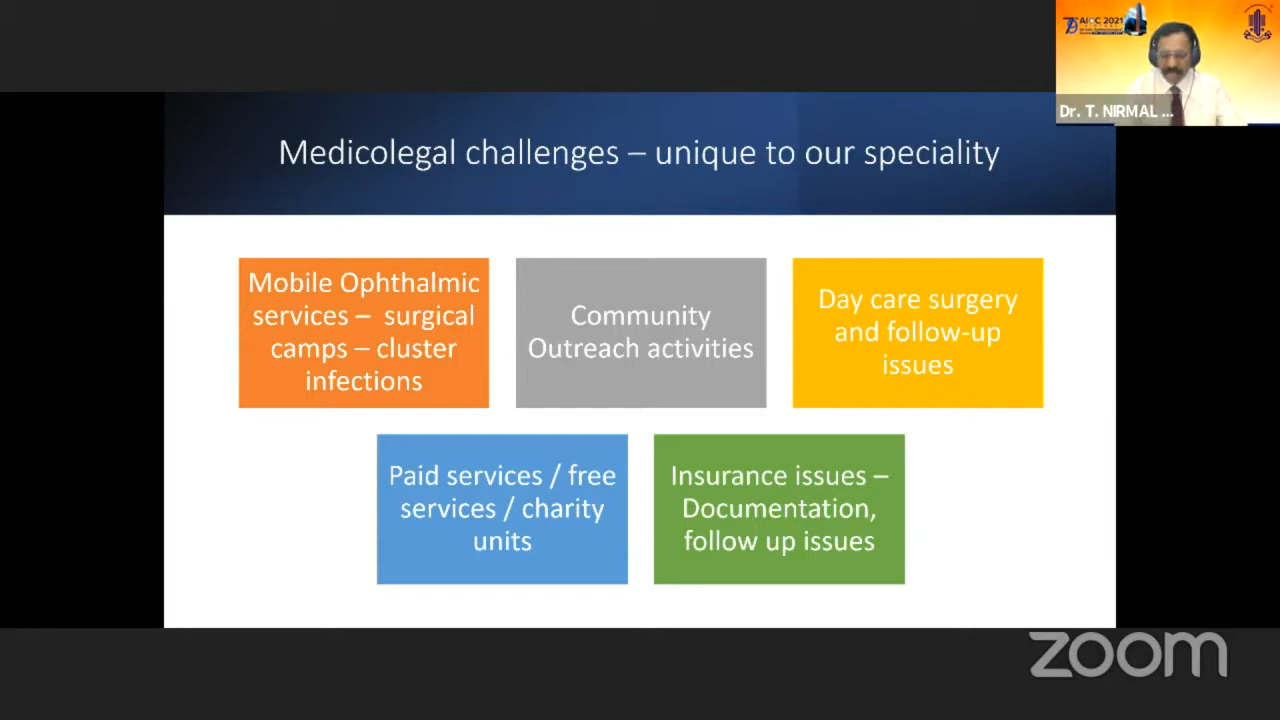 AIOC 2021
Dr. T. NIRMAL ...
Medicolegal challenges – unique to our speciality
Mobile Ophthalmic
services – surgical
camps – cluster
infections
Community
Outreach activities
Day care surgery
and follow-up
issues
Paid services / free
services / charity
units
Insurance issues –
Documentation,
follow up issues
zoom